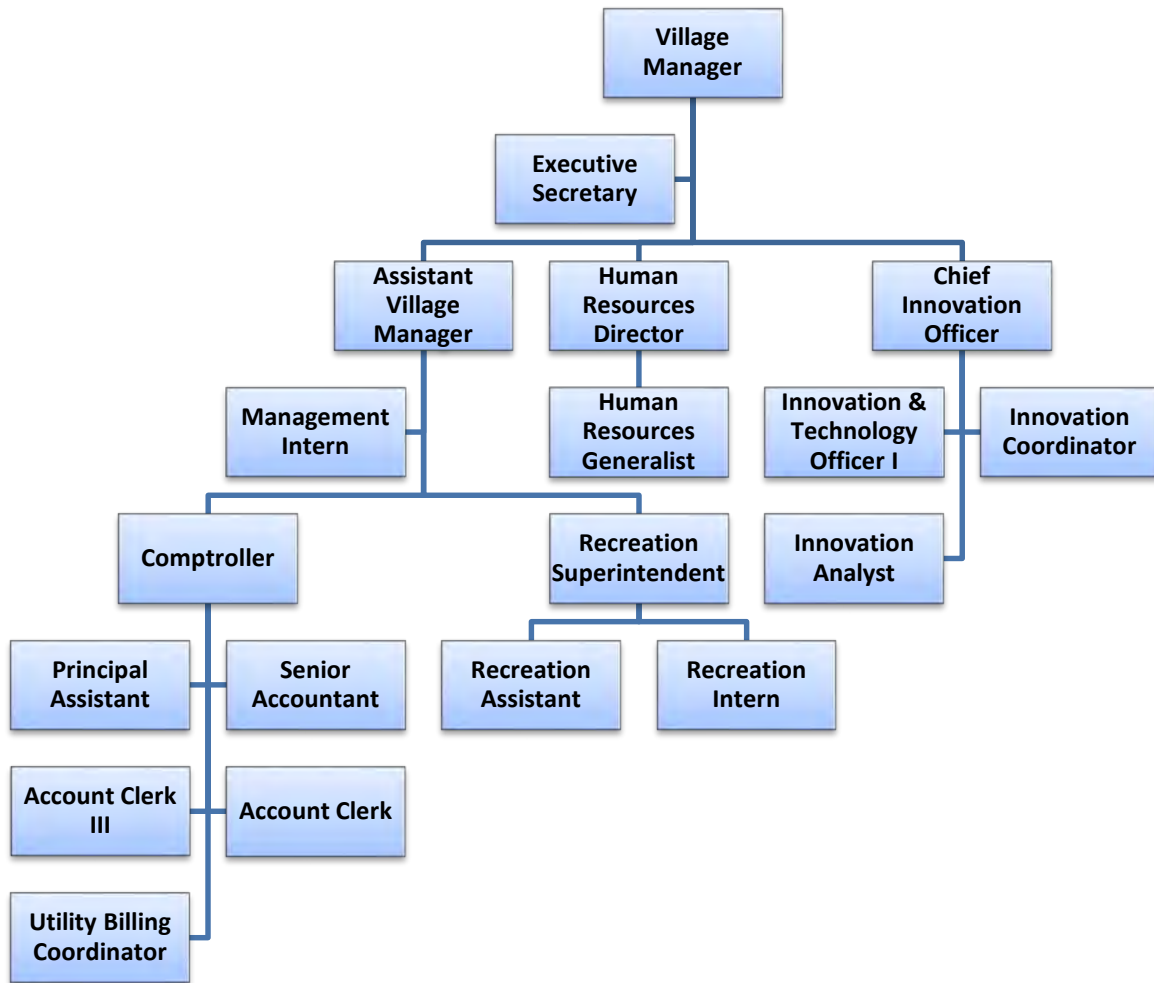 Village
Manager
Executive
Secretary
Assistant
Village
Manager
Human
Resources
Director
Chief
Innovation
Officer
Management
Intern
Human
Resources
Generalist
Innovation &
Technology
Officer I
Innovation
Coordinator
Comptroller
Recreation
Superintendent
Innovation
Analyst
Principal
Assistant
Senior
Accountant
Recreation
Assistant
Recreation
Intern
Account Clerk
III
Account Clerk
Utility Billing
Coordinator